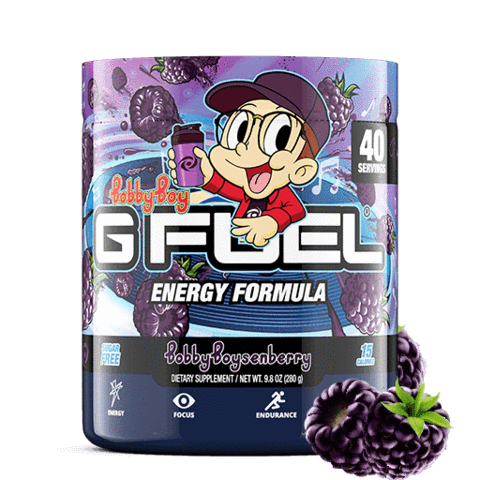 40
SERVINGS
BobbyBoy
G FUEL
ENERGY FORMULA
BobbyBoysenberry
SUGAR
FREE
15
CALORIES
DIETARY SUPPLEMENT / NET WT. 9.8 OZ (280 g)
ENERGY
FOCUS
ENDURANCE